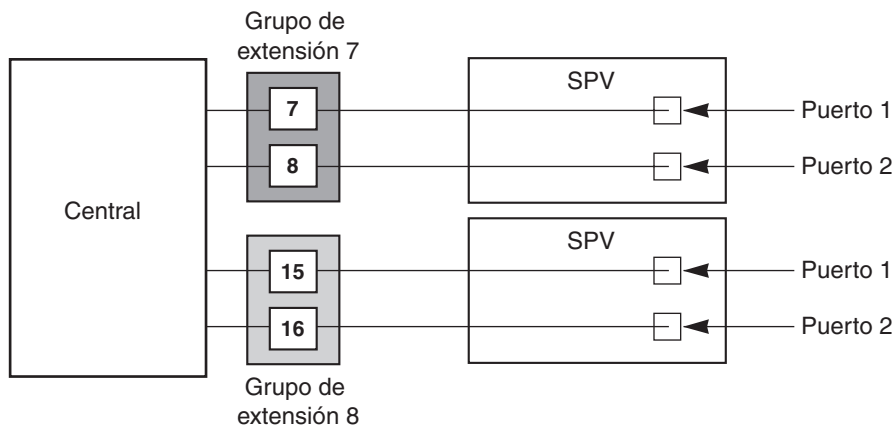 Grupo de
extensión 7
SPV
7
Puerto 1
8
Puerto 2
Central
SPV
15
Puerto 1
16
Puerto 2
Grupo de
extensión 8